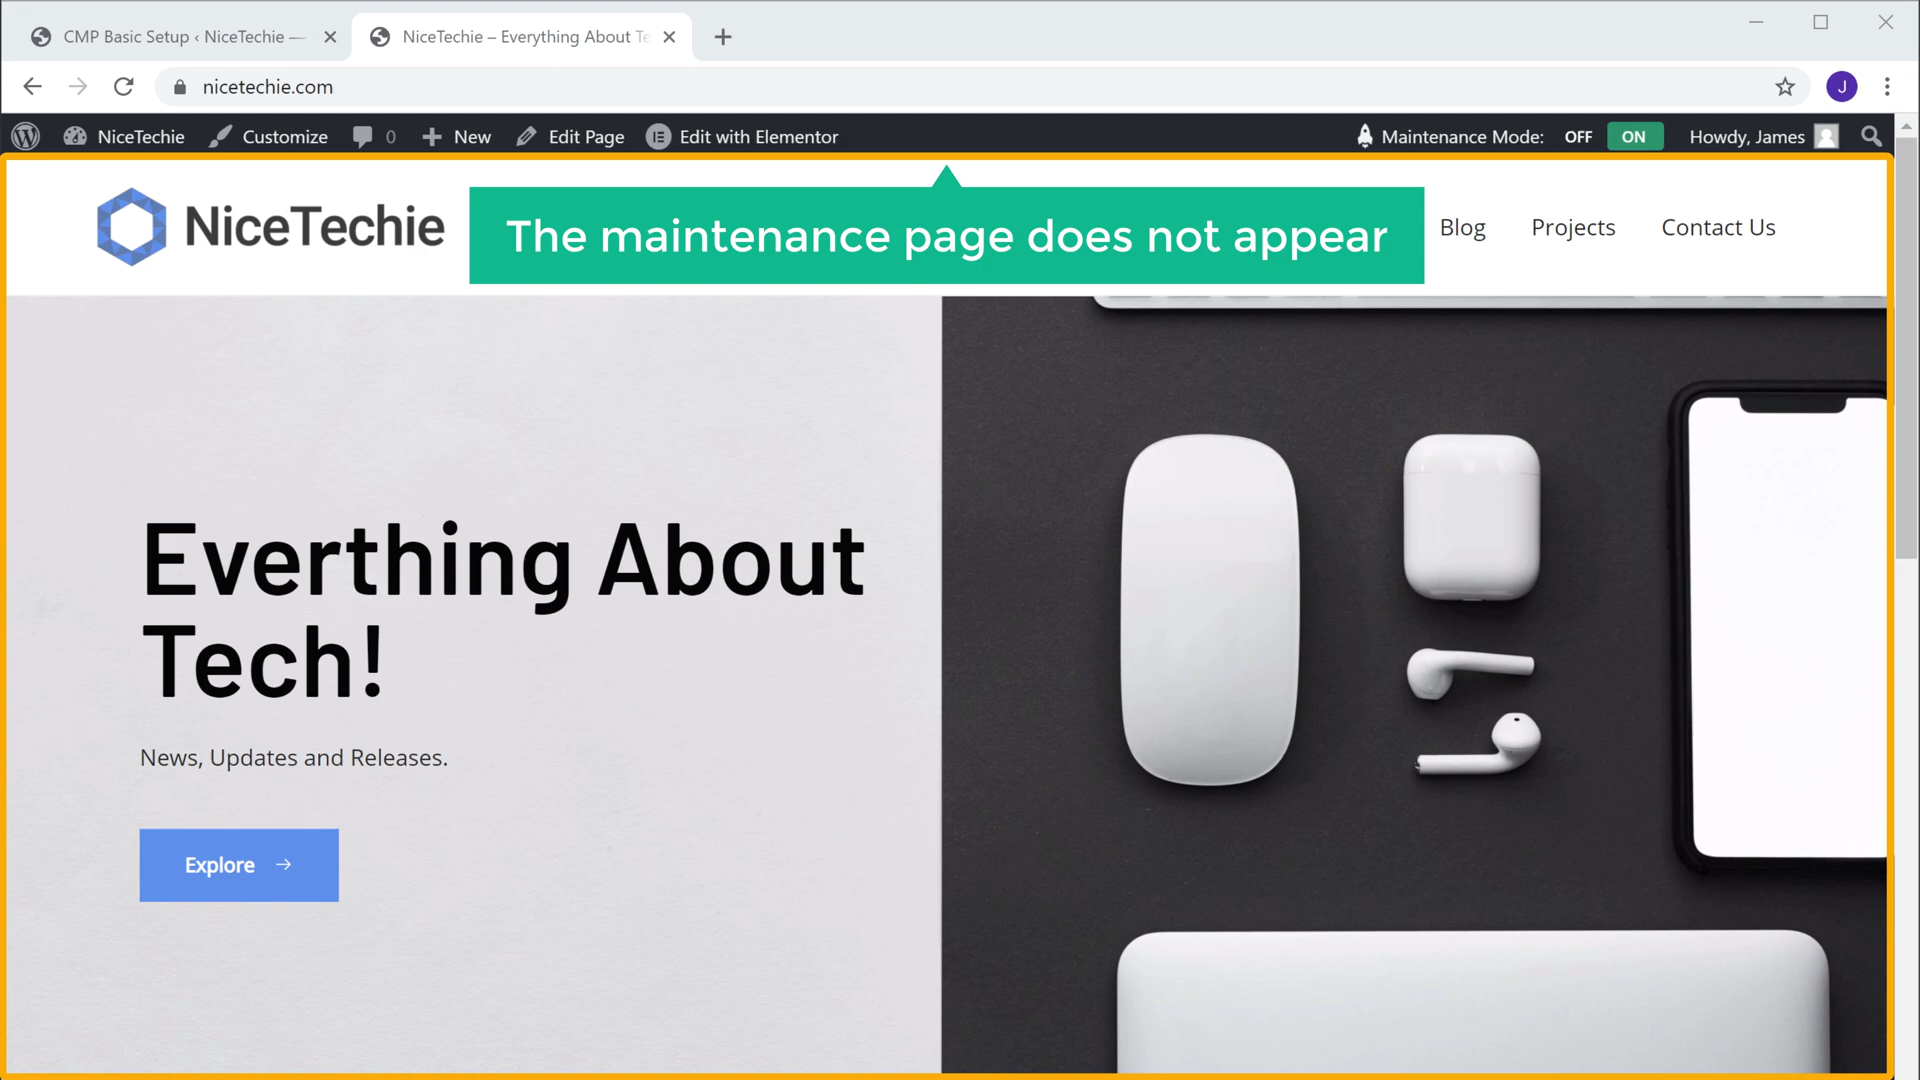 CMP Basic Setup ‹ NiceTechie —
NiceTechie – Everything About Te
J
nicetechie.com
NiceTechie
Customize
0
New
Edit Page
Edit with Elementor
Maintenance Mode:
OFF
ON
Howdy, James
NiceTechie
The maintenance page does not appear
Blog
Projects
Contact Us
Everthing About
Tech!
News, Updates and Releases.
Explore →